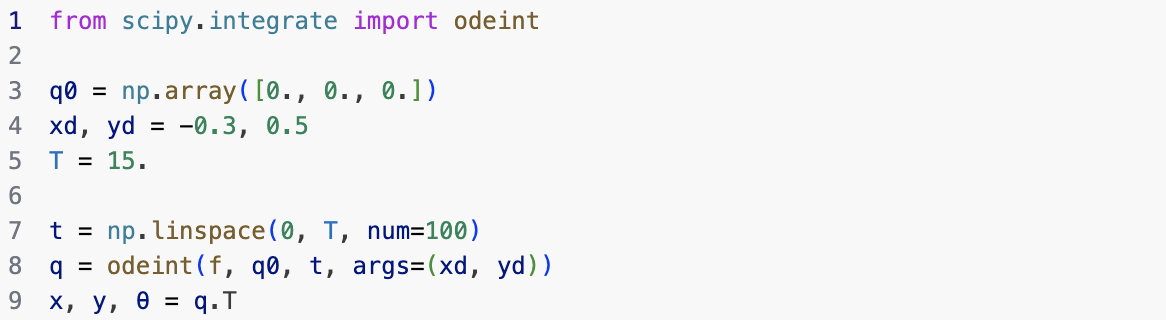 1 from scipy.integrate import odeint
2
3 q0 = np.array([0., 0., 0.])
4 xd, yd = -0.3, 0.5
5 T = 15.
6
7 t = np.linspace(0, T, num=100)
8 q = odeint(f, q0, t, args=(xd, yd))
9 x, y, θ = q.T